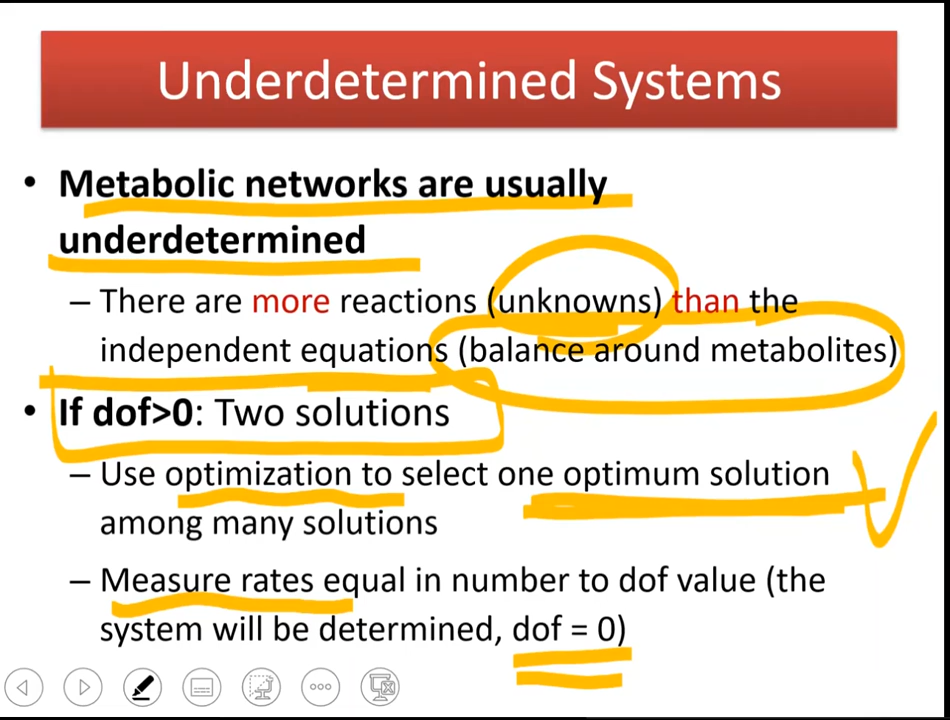 Underdetermined Systems
• Metabolic networks are usually
underdetermined
– There are more reactions (unknowns) than the
independent equations (balance around metabolites)
• If dof>0: Two solutions
– Use optimization to select one optimum solution
among many solutions
– Measure rates equal in number to dof value (the
system will be determined, dof = 0)